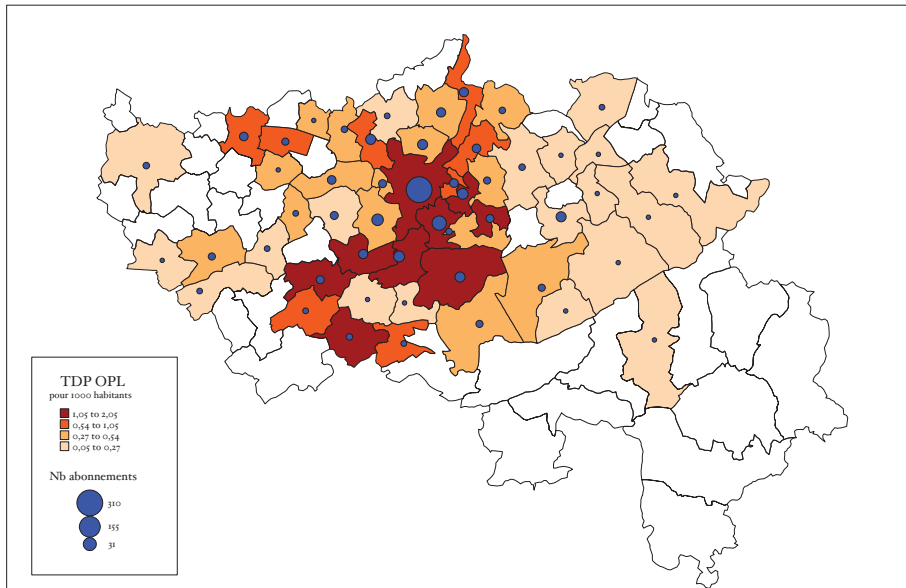 TDP OPL
pour 1000 habitants
1,05 to 2,05
0,54 to 1,05
0,27 to 0,54
0,05 to 0,27
Nb abonnements
310
155
31